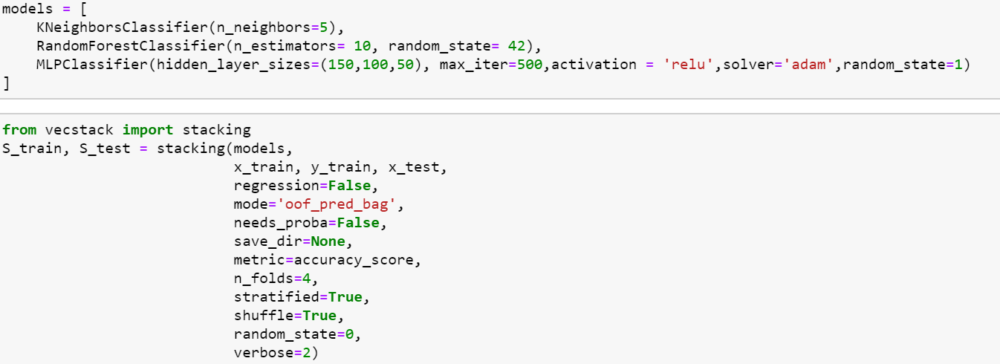 models = [
    KNeighborsClassifier(n_neighbors=5),
    RandomForestClassifier(n_estimators= 10, random_state= 42),
    MLPClassifier(hidden_layer_sizes=(150,100,50), max_iter=500,activation = 'relu',solver='adam',random_state=1)
]
from vecstack import stacking
S_train, S_test = stacking(models,
                           x_train, y_train, x_test,
                           regression=False,
                           mode='oof_pred_bag',
                           needs_proba=False,
                           save_dir=None,
                           metric=accuracy_score,
                           n_folds=4,
                           stratified=True,
                           shuffle=True,
                           random_state=0,
                           verbose=2)